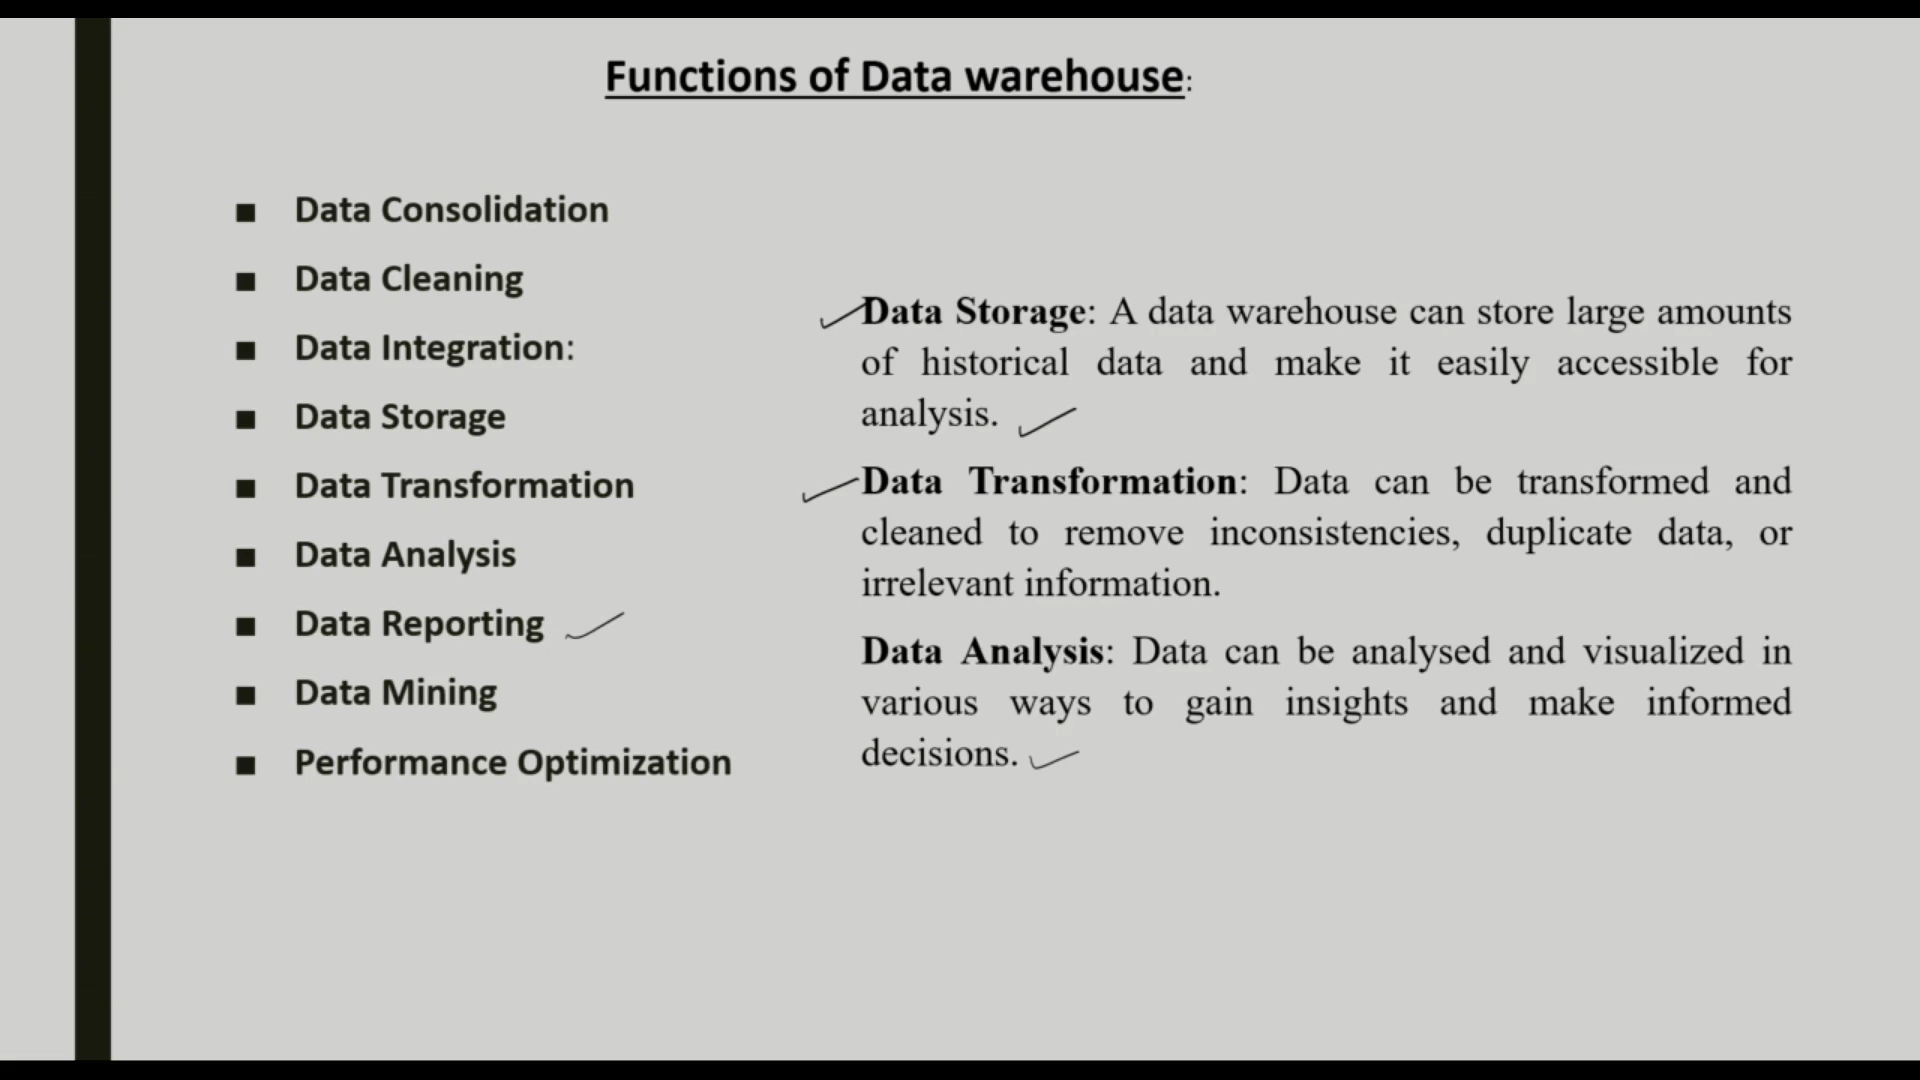 Functions of Data warehouse:
■ Data Consolidation
■ Data Cleaning
■ Data Integration:
■ Data Storage
■ Data Transformation
■ Data Analysis
■ Data Reporting
■ Data Mining
■ Performance Optimization
Data Storage: A data warehouse can store large amounts
of historical data and make it easily accessible for
analysis.
Data Transformation: Data can be transformed and
cleaned to remove inconsistencies, duplicate data, or
irrelevant information.
Data Analysis: Data can be analysed and visualized in
various ways to gain insights and make informed
decisions.